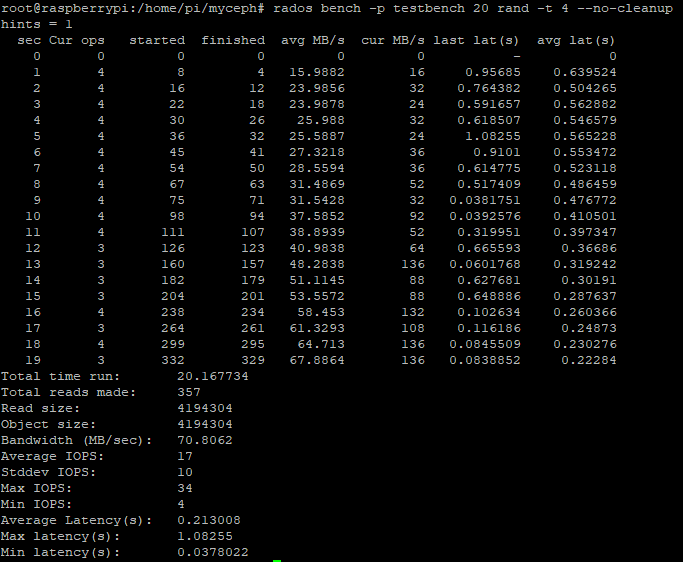 root@raspberrypi:/home/pi/myceph# rados bench -p testbench 20 rand -t 4 --no-cleanup
hints = 1
sec Cur ops started finished avg MB/s cur MB/s last lat(s) avg lat(s)
0 0 0 0 0 0 - 0
1 4 8 4 15.9882 16 0.95685 0.639524
2 4 16 12 23.9856 32 0.764382 0.504265
3 4 22 18 23.9878 24 0.591657 0.562882
4 4 30 26 25.988 32 0.618507 0.546579
5 4 36 32 25.5887 24 1.08255 0.565228
6 4 45 41 27.3218 36 0.9101 0.553472
7 4 54 50 28.5594 36 0.614775 0.523118
8 4 67 63 31.4869 52 0.517409 0.486459
9 4 75 71 31.5428 32 0.0381751 0.476772
10 4 98 94 37.5852 92 0.0392576 0.410501
11 4 111 107 38.8939 52 0.319951 0.397347
12 3 126 123 40.9838 64 0.665593 0.36686
13 3 160 157 48.2838 136 0.0601768 0.319242
14 3 182 179 51.1145 88 0.627681 0.30191
15 3 204 201 53.5572 88 0.648886 0.287637
16 4 238 234 58.453 132 0.102634 0.260366
17 3 264 261 61.3293 108 0.116186 0.24873
18 4 299 295 64.713 136 0.0845509 0.230276
19 3 332 329 67.8864 136 0.0838852 0.22284
Total time run: 20.167734
Total reads made: 357
Read size: 4194304
Object size: 4194304
Bandwidth (MB/sec): 70.8062
Average IOPS: 17
Stddev IOPS: 10
Max IOPS: 34
Min IOPS: 4
Average Latency(s): 0.213008
Max latency(s): 1.08255
Min latency(s): 0.0378022